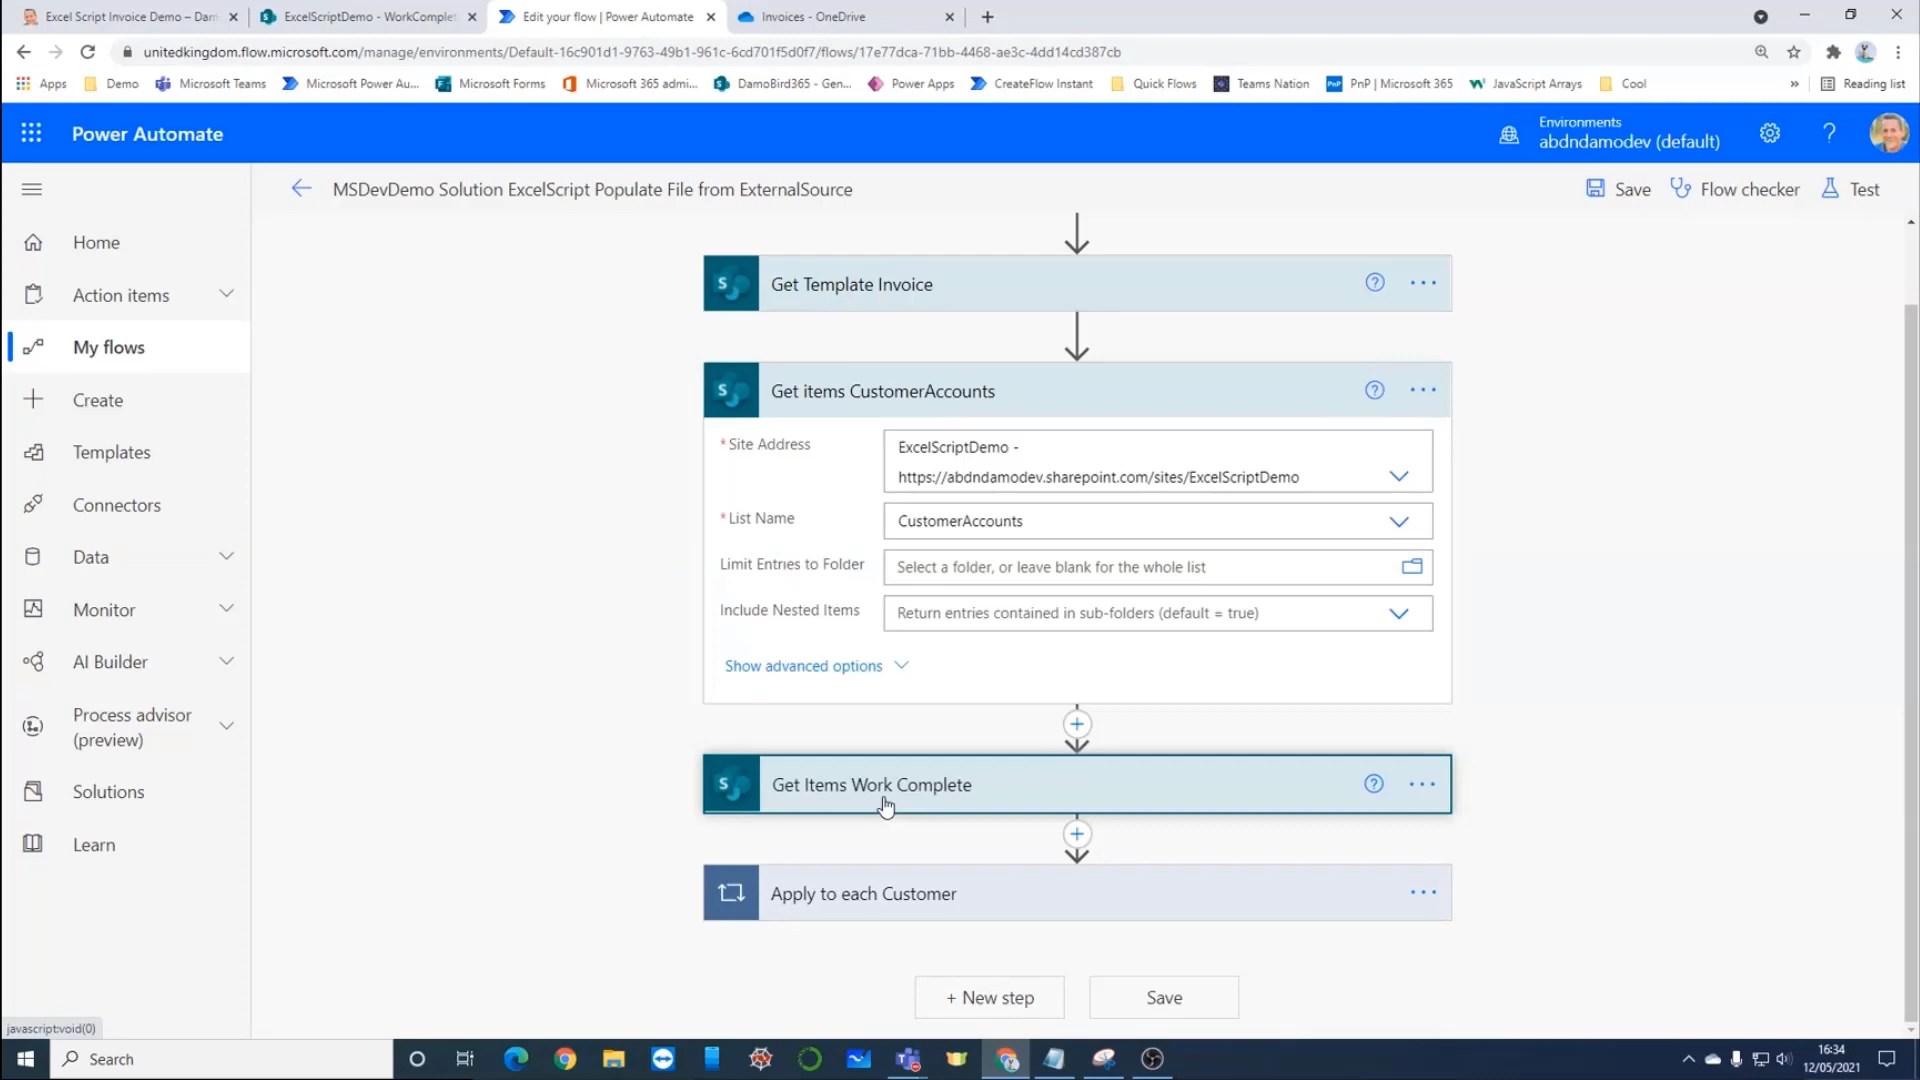 Excel Script Invoice Demo – Dam
ExcelScriptDemo - WorkComplet
Edit your flow | Power Automate
Invoices - OneDrive
unitedkingdom.flow.microsoft.com/manage/environments/Default-16c901d1-9763-49b1-961c-6cd701f5d0f7/flows/17e77dca-71bb-4468-ae3c-4dd14cd387cb
Apps
Demo
Microsoft Teams
Microsoft Power Au...
Microsoft Forms
Microsoft 365 admi...
DamoBird365 - Gen...
Power Apps
CreateFlow Instant
Quick Flows
Teams Nation
PnP | Microsoft 365
JavaScript Arrays
Cool
»
Reading list
Power Automate
Environments
abdndamodev (default)
MSDevDemo Solution ExcelScript Populate File from ExternalSource
Save
Flow checker
Test
Home
Action items
My flows
Create
Templates
Connectors
Data
Monitor
AI Builder
Process advisor
(preview)
Solutions
Learn
Get Template Invoice
Get items CustomerAccounts
* Site Address
ExcelScriptDemo -
https://abdndamodev.sharepoint.com/sites/ExcelScriptDemo
* List Name
CustomerAccounts
Limit Entries to Folder
Select a folder, or leave blank for the whole list
Include Nested Items
Return entries contained in sub-folders (default = true)
Show advanced options
Get Items Work Complete
Apply to each Customer
+ New step
Save
javascript:void(0)
Search
16:34
12/05/2021